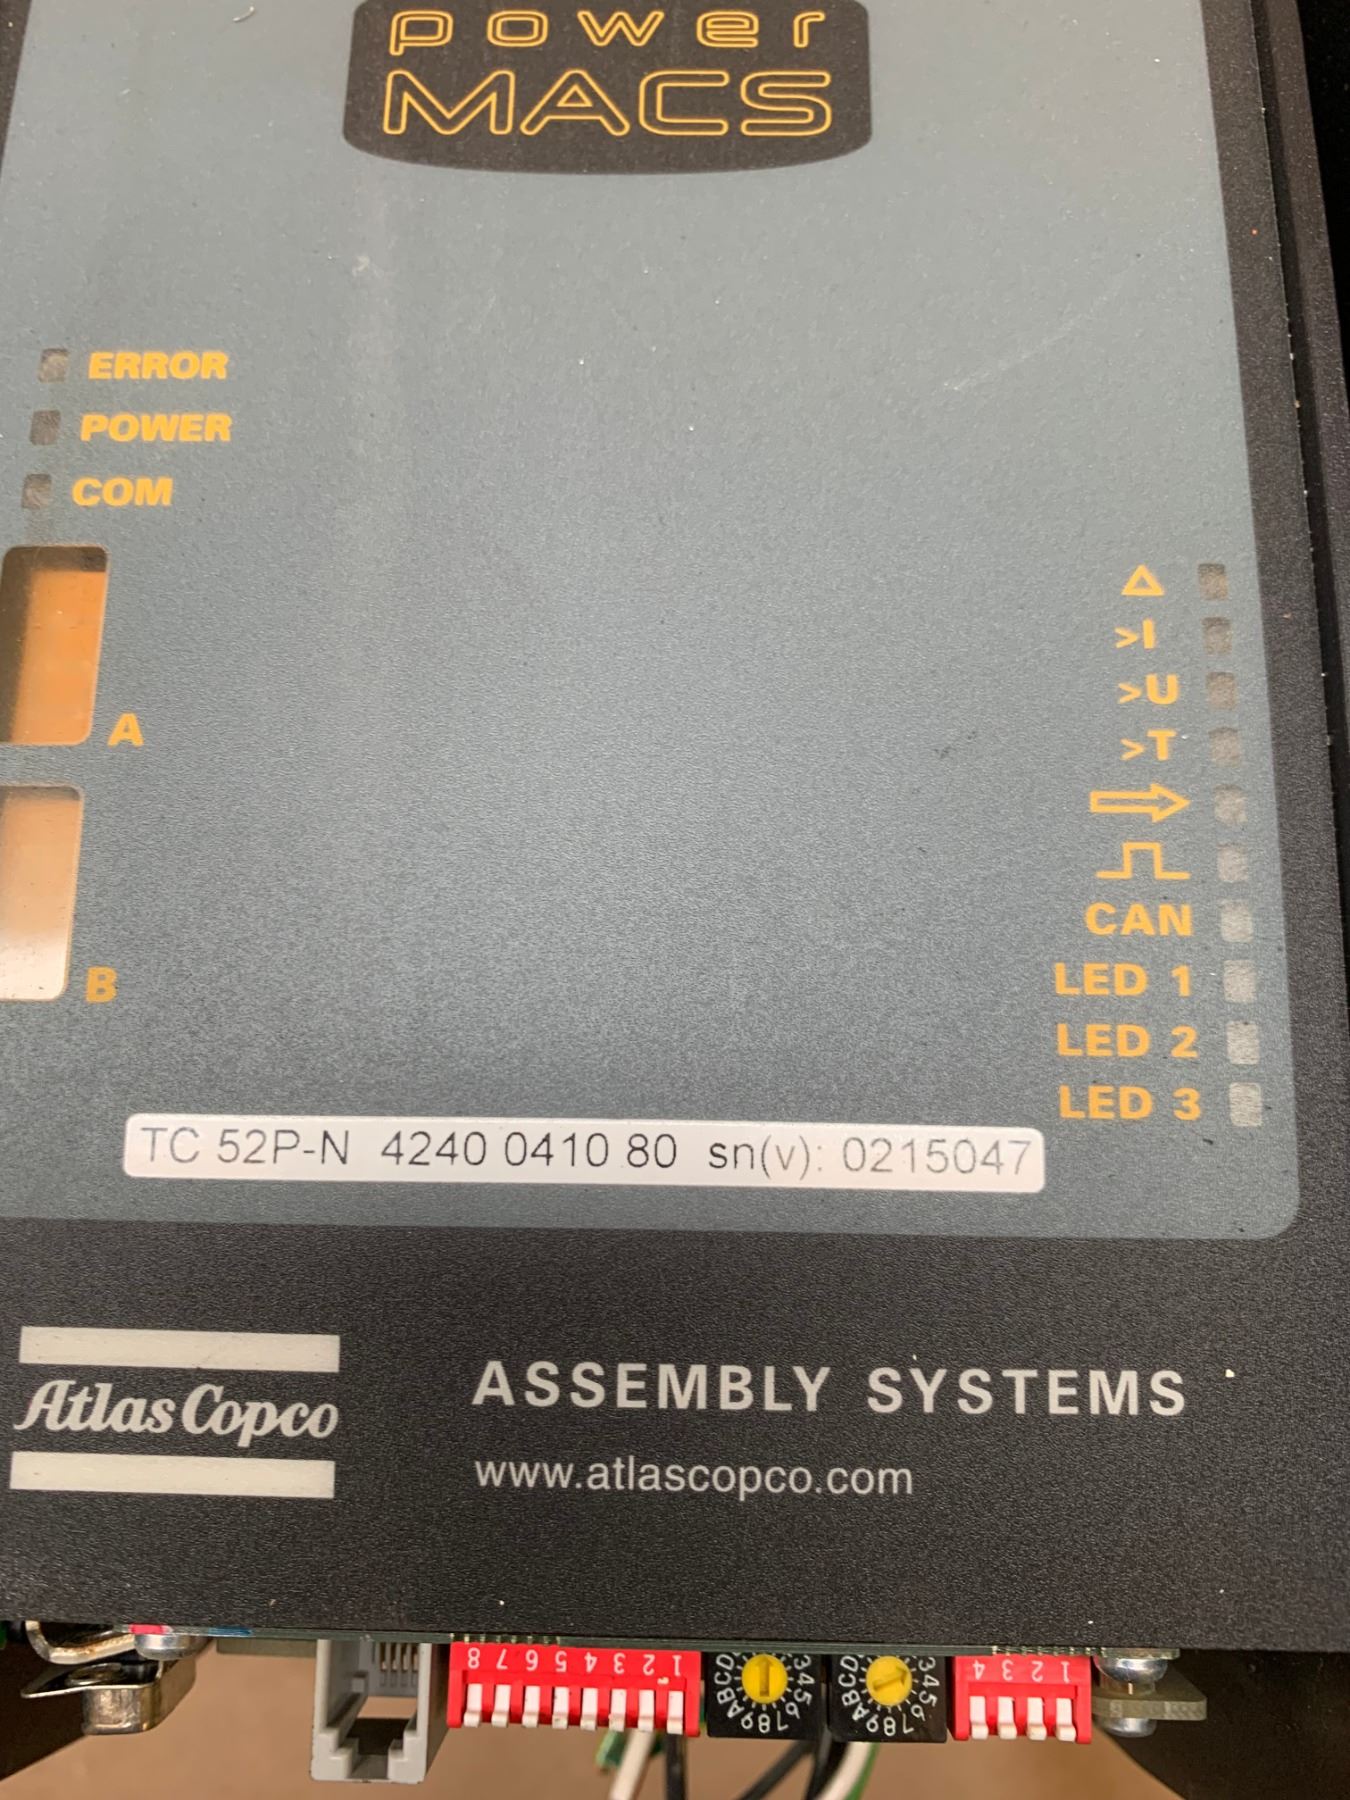 power
MACS
ERROR
POWER
COM
A
B
>I
>U
>T
CAN
LED 1
LED 2
LED 3
TC 52P-N 4240 0410 80 sn(v): 0215047
Atlas Copco
ASSEMBLY SYSTEMS
www.atlascopco.com
8 7 6 5 4 3 2 1
4 3 2 1